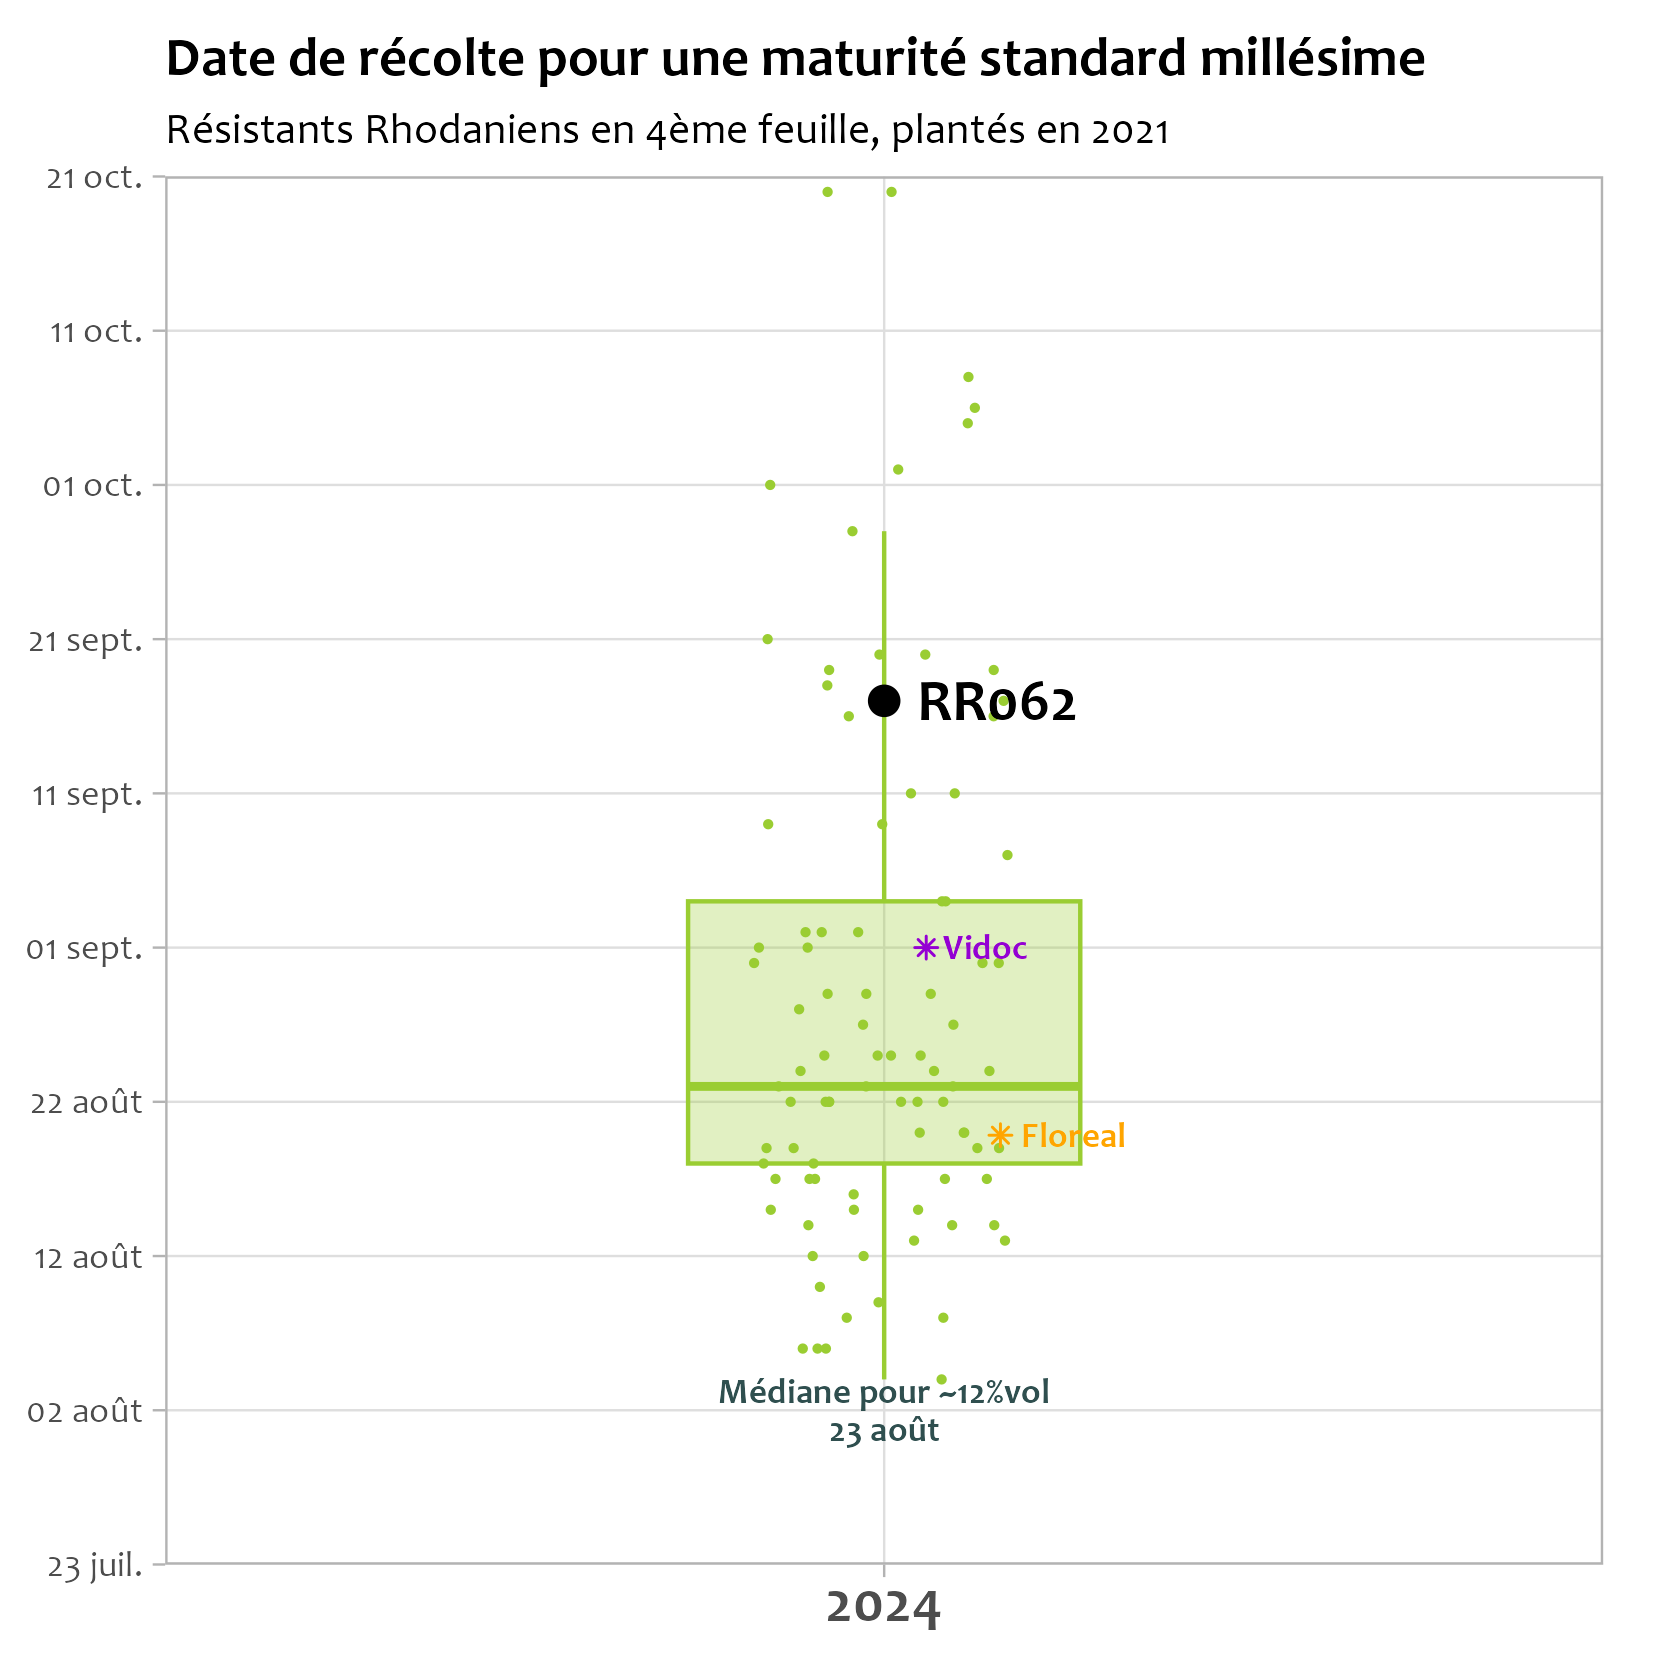 Date de récolte pour une maturité standard millésime
Résistants Rhodaniens en 4ème feuille, plantés en 2021
21 oct.
11 oct.
01 oct.
21 sept.
RR062
11 sept.
01 sept.
Vidoc
22 août
Floreal
12 août
Médiane pour ~12%vol
02 août
23 août
23 juil.
2024